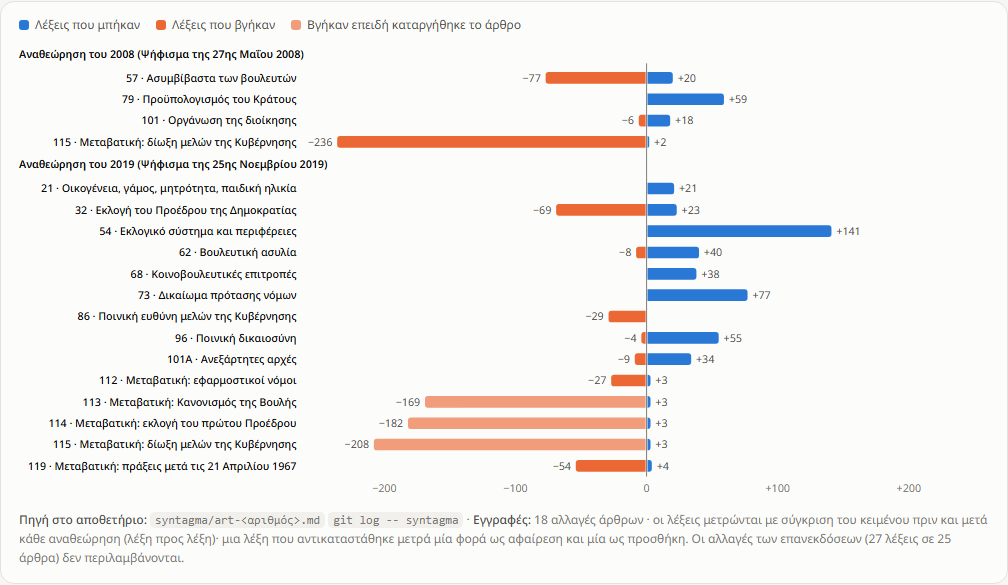 Λέξεις που μπήκαν Λέξεις που βγήκαν Βγήκαν επειδή καταργήθηκε το άρθρο
Αναθεώρηση του 2008 (Ψήφισμα της 27ης Μαΐου 2008)
57 · Ασυμβίβαστα των βουλευτών −77 +20
79 · Προϋπολογισμός του Κράτους +59
101 · Οργάνωση της διοίκησης −6 +18
115 · Μεταβατική: δίωξη μελών της Κυβέρνησης −236 +2
Αναθεώρηση του 2019 (Ψήφισμα της 25ης Νοεμβρίου 2019)
21 · Οικογένεια, γάμος, μητρότητα, παιδική ηλικία +21
32 · Εκλογή του Προέδρου της Δημοκρατίας −69 +23
54 · Εκλογικό σύστημα και περιφέρειες +141
62 · Βουλευτική ασυλία −8 +40
68 · Κοινοβουλευτικές επιτροπές +38
73 · Δικαίωμα πρότασης νόμων +77
86 · Ποινική ευθύνη μελών της Κυβέρνησης −29
96 · Ποινική δικαιοσύνη −4 +55
101Α · Ανεξάρτητες αρχές −9 +34
112 · Μεταβατική: εφαρμοστικοί νόμοι −27 +3
113 · Μεταβατική: Κανονισμός της Βουλής −169 +3
114 · Μεταβατική: εκλογή του πρώτου Προέδρου −182 +3
115 · Μεταβατική: δίωξη μελών της Κυβέρνησης −208 +3
119 · Μεταβατική: πράξεις μετά τις 21 Απριλίου 1967 −54 +4
−200 −100 0 +100 +200
Πηγή στο αποθετήριο: syntagma/art-<αριθμός>.md git log -- syntagma · Εγγραφές: 18 αλλαγές άρθρων · οι λέξεις μετρώνται με σύγκριση του κειμένου πριν και μετά
κάθε αναθεώρηση (λέξη προς λέξη)· μια λέξη που αντικαταστάθηκε μετρά μία φορά ως αφαίρεση και μία ως προσθήκη. Οι αλλαγές των επανεκδόσεων (27 λέξεις σε 25
άρθρα) δεν περιλαμβάνονται.